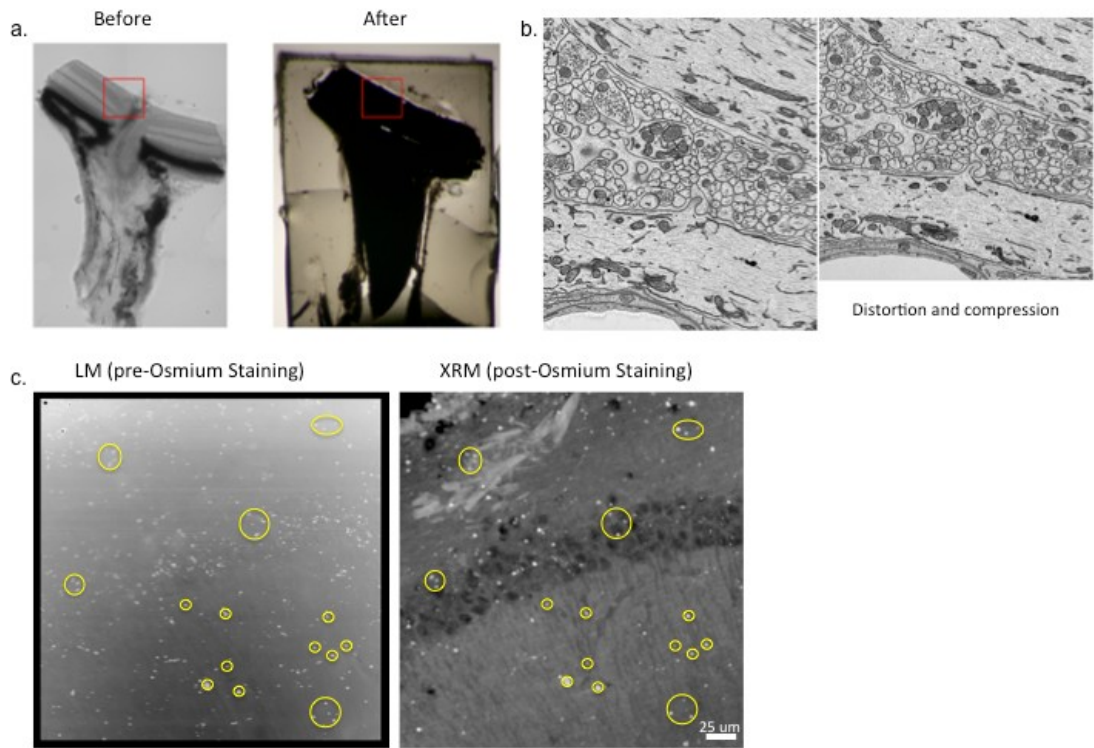 a.
Before
After
b.
Distortion and compression
c.
LM (pre-Osmium Staining)
XRM (post-Osmium Staining)
25 um